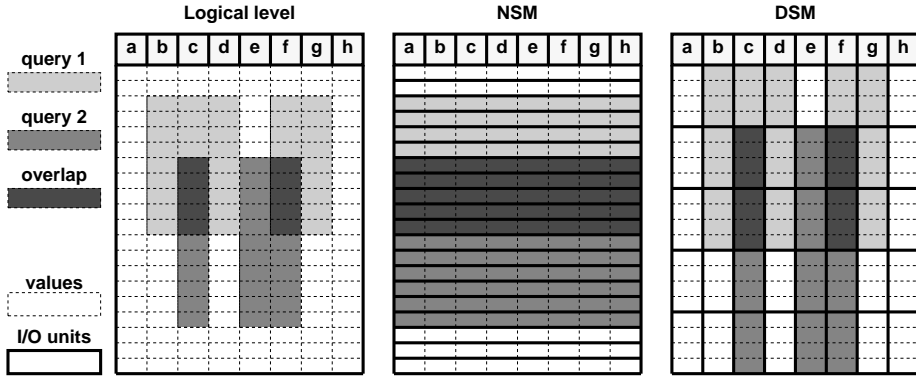 Logical level
NSM
DSM
a b c d e f g h
a b c d e f g h
a b c d e f g h
query 1
query 2
overlap
values
I/O units